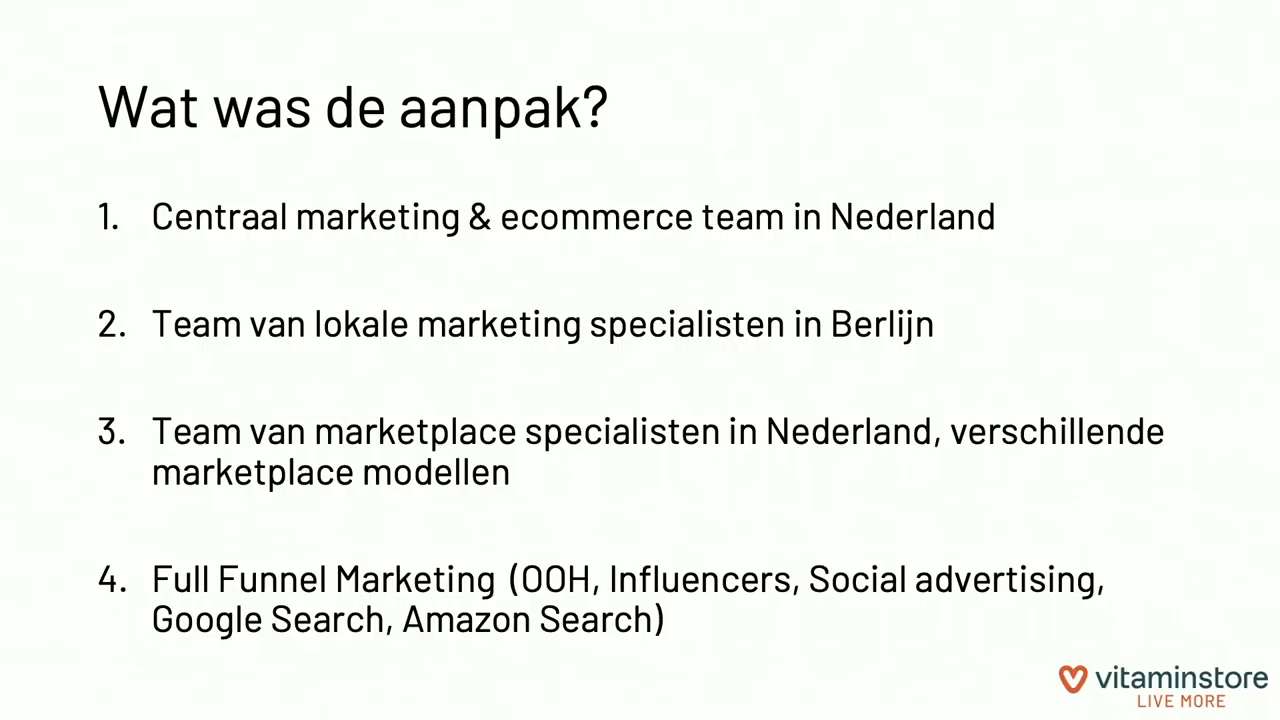 Wat was de aanpak?
1. Centraal marketing & ecommerce team in Nederland
2. Team van lokale marketing specialisten in Berlijn
3. Team van marketplace specialisten in Nederland, verschillende
marketplace modellen
4. Full Funnel Marketing (OOH, Influencers, Social advertising,
Google Search, Amazon Search)
vitaminstore
LIVE MORE